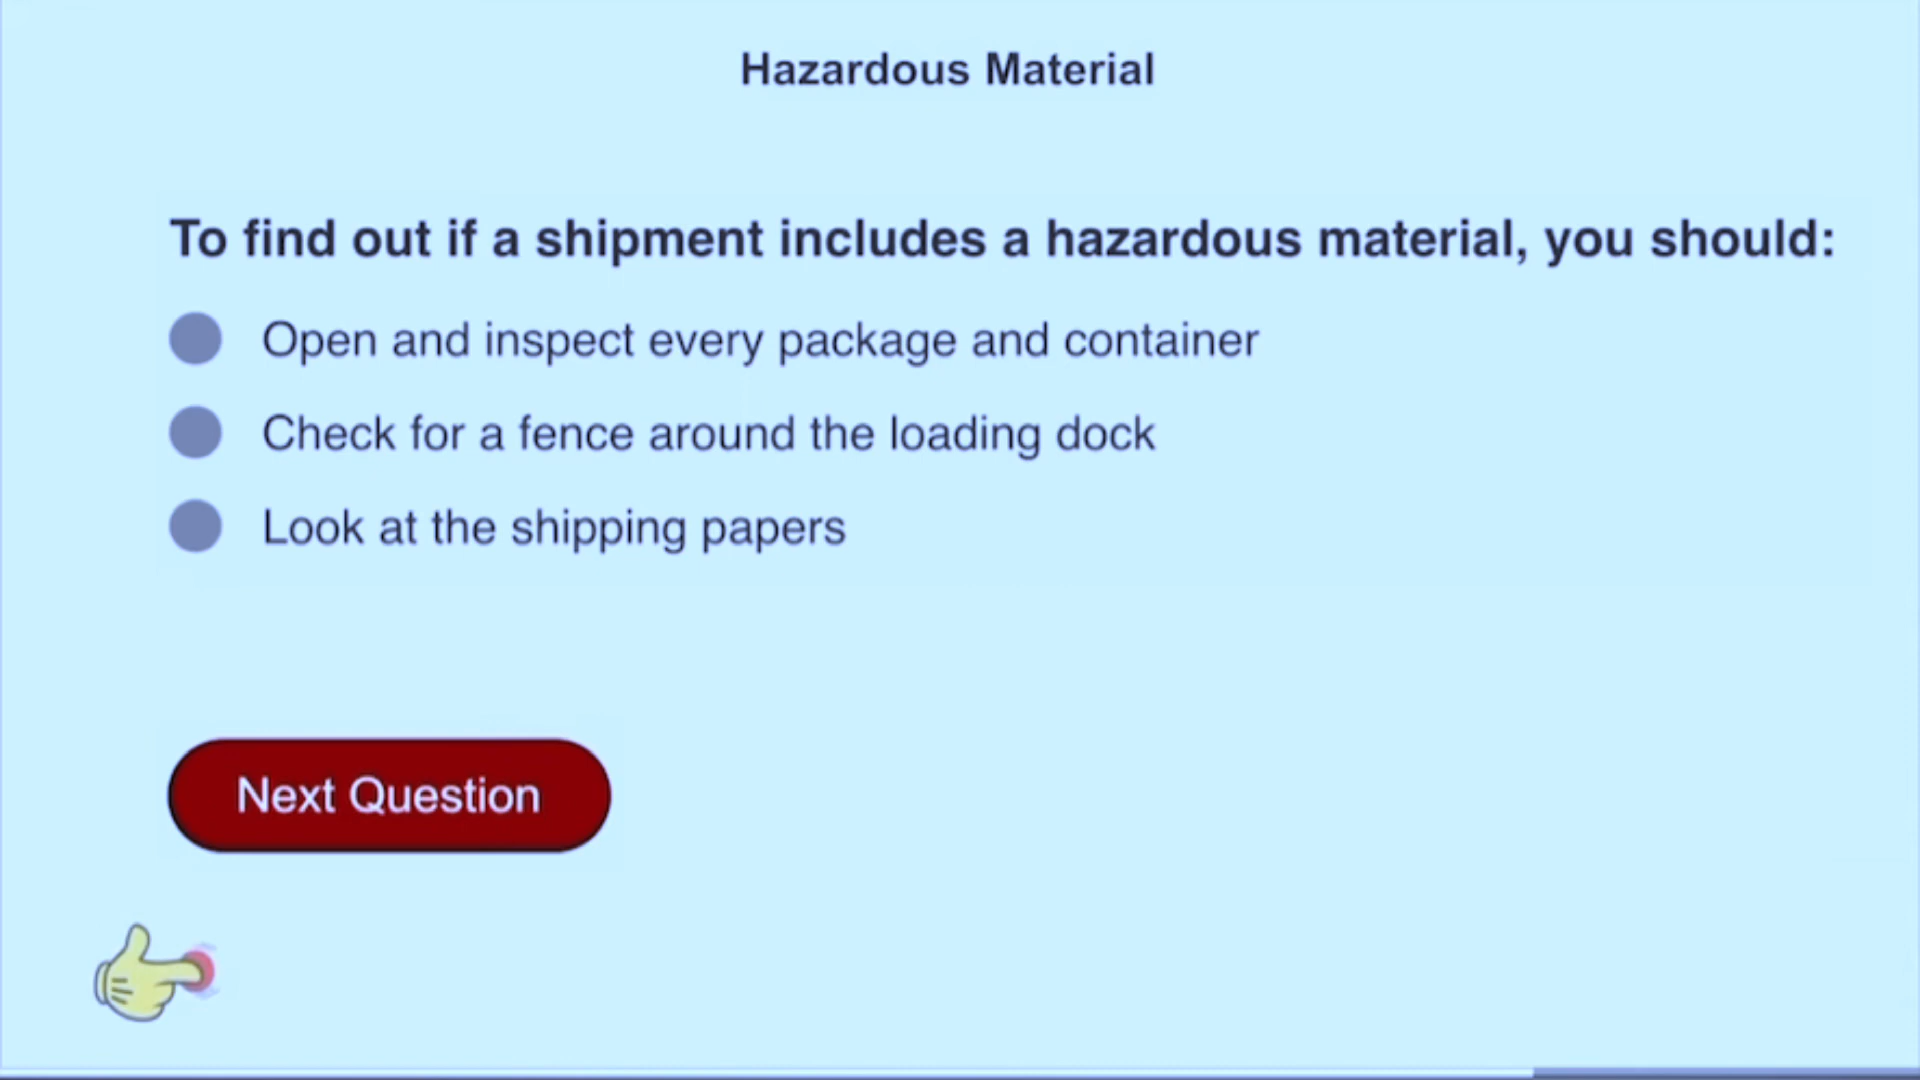 Hazardous Material
To find out if a shipment includes a hazardous material, you should:
Open and inspect every package and container
Check for a fence around the loading dock
Look at the shipping papers
Next Question